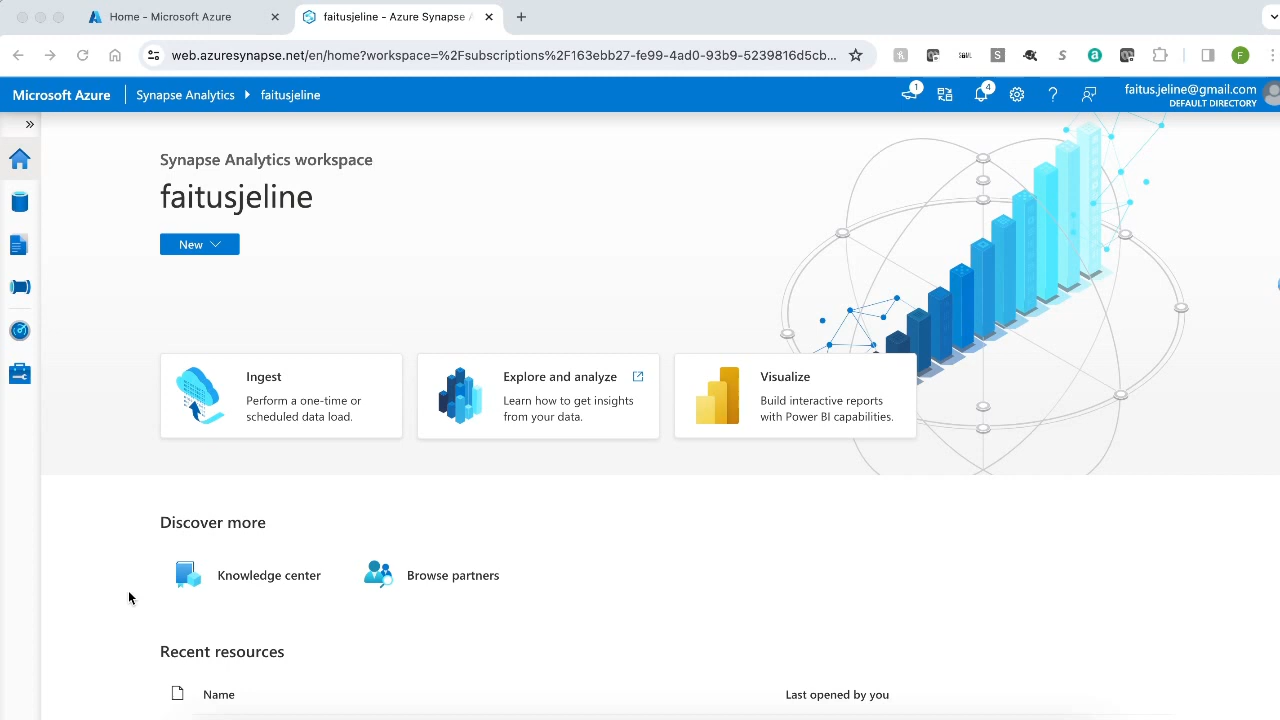 Home - Microsoft Azure
faitusjeline - Azure Synapse
web.azuresynapse.net/en/home?workspace=%2Fsubscriptions%2F163ebb27-fe99-4ad0-93b9-5239816d5cb...
Microsoft Azure
Synapse Analytics
faitusjeline
1
4
faitus.jeline@gmail.com
DEFAULT DIRECTORY
F
Synapse Analytics workspace
faitusjeline
New
Ingest
Perform a one-time or
scheduled data load.
Explore and analyze
Learn how to get insights
from your data.
Visualize
Build interactive reports
with Power BI capabilities.
Discover more
Knowledge center
Browse partners
Recent resources
Name
Last opened by you